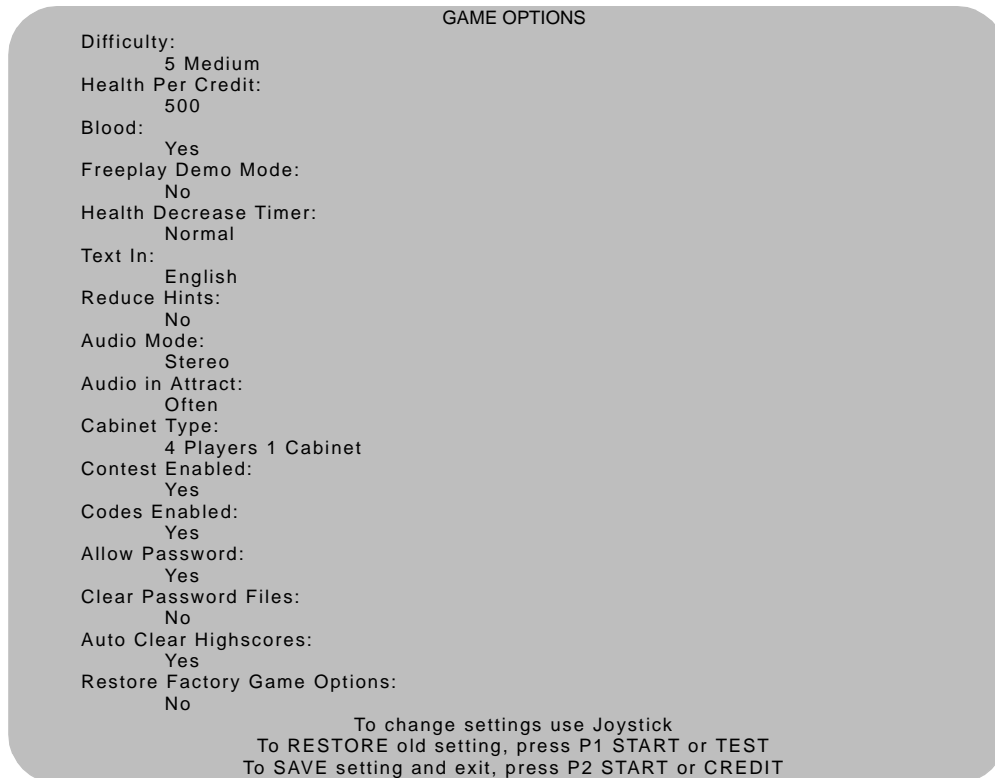 GAME OPTIONS
Difficulty:
5 Medium
Health Per Credit:
500
Blood:
Yes
Freeplay Demo Mode:
No
Health Decrease Timer:
Normal
Text In:
English
Reduce Hints:
No
Audio Mode:
Stereo
Audio in Attract:
Often
Cabinet Type:
4 Players 1 Cabinet
Contest Enabled:
Yes
Codes Enabled:
Yes
Allow Password:
Yes
Clear Password Files:
No
Auto Clear Highscores:
Yes
Restore Factory Game Options:
No
To change settings use Joystick
To RESTORE old setting, press P1 START or TEST
To SAVE setting and exit, press P2 START or CREDIT